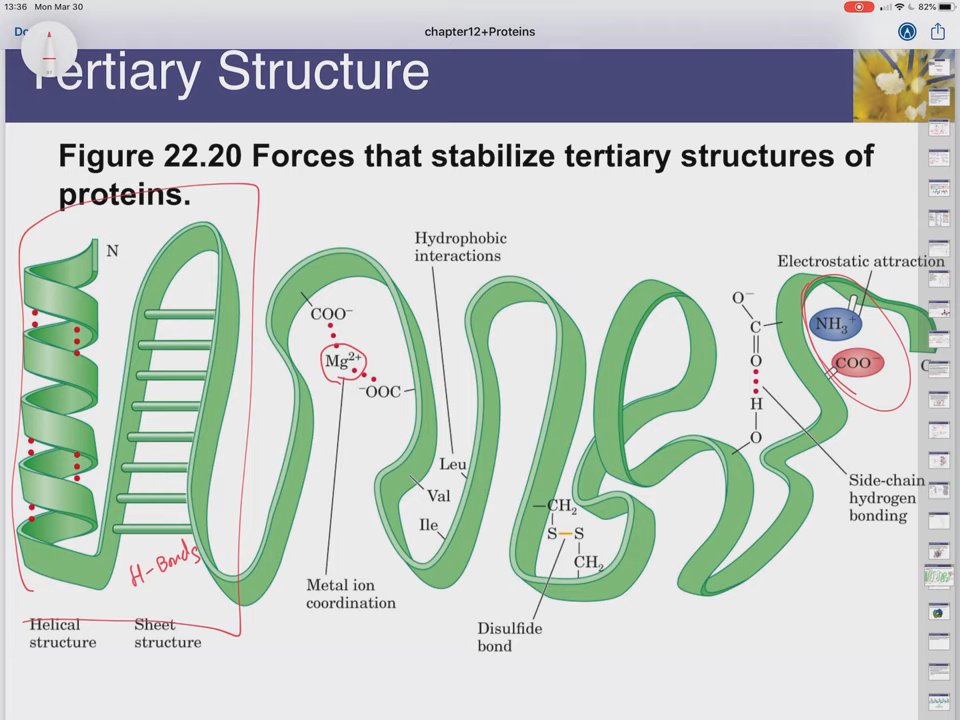 13:36 Mon Mar 30
82%
chapter12+Proteins
Tertiary Structure
Figure 22.20 Forces that stabilize tertiary structures of
proteins.
N
Hydrophobic
interactions
Electrostatic attraction
COO⁻
Mg²⁺
⁻OOC
O⁻
C
O
H
O
NH₃⁺
COO⁻
C
Leu
Val
Ile
—CH₂
S—S
CH₂
Side-chain
hydrogen
bonding
H-Bonds
Metal ion
coordination
Helical
structure
Sheet
structure
Disulfide
bond